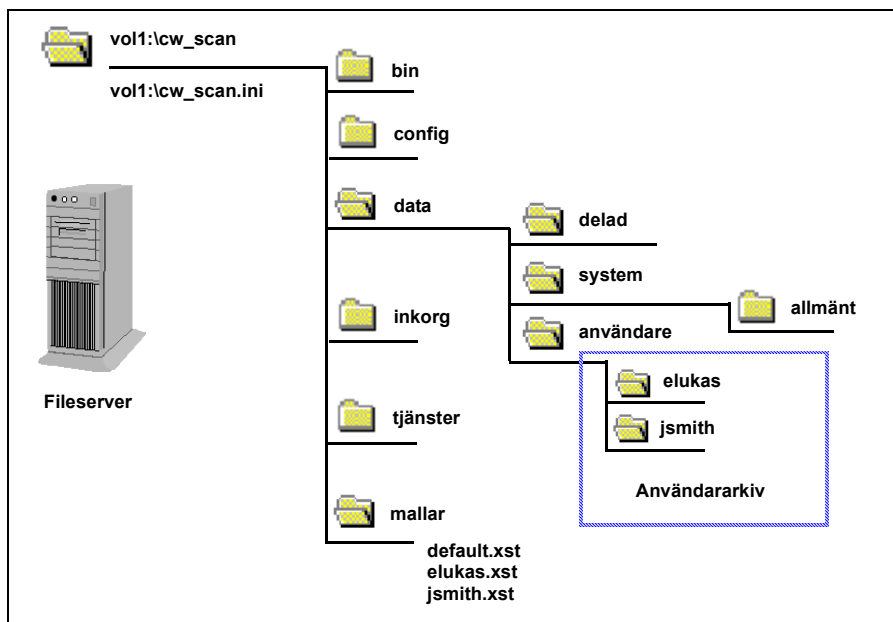 vol1:\cw_scan
vol1:\cw_scan.ini
bin
config
data
delad
system
allmänt
inkorg
användare
elukas
jsmith
Användararkiv
Fileserver
tjänster
mallar
default.xst
elukas.xst
jsmith.xst